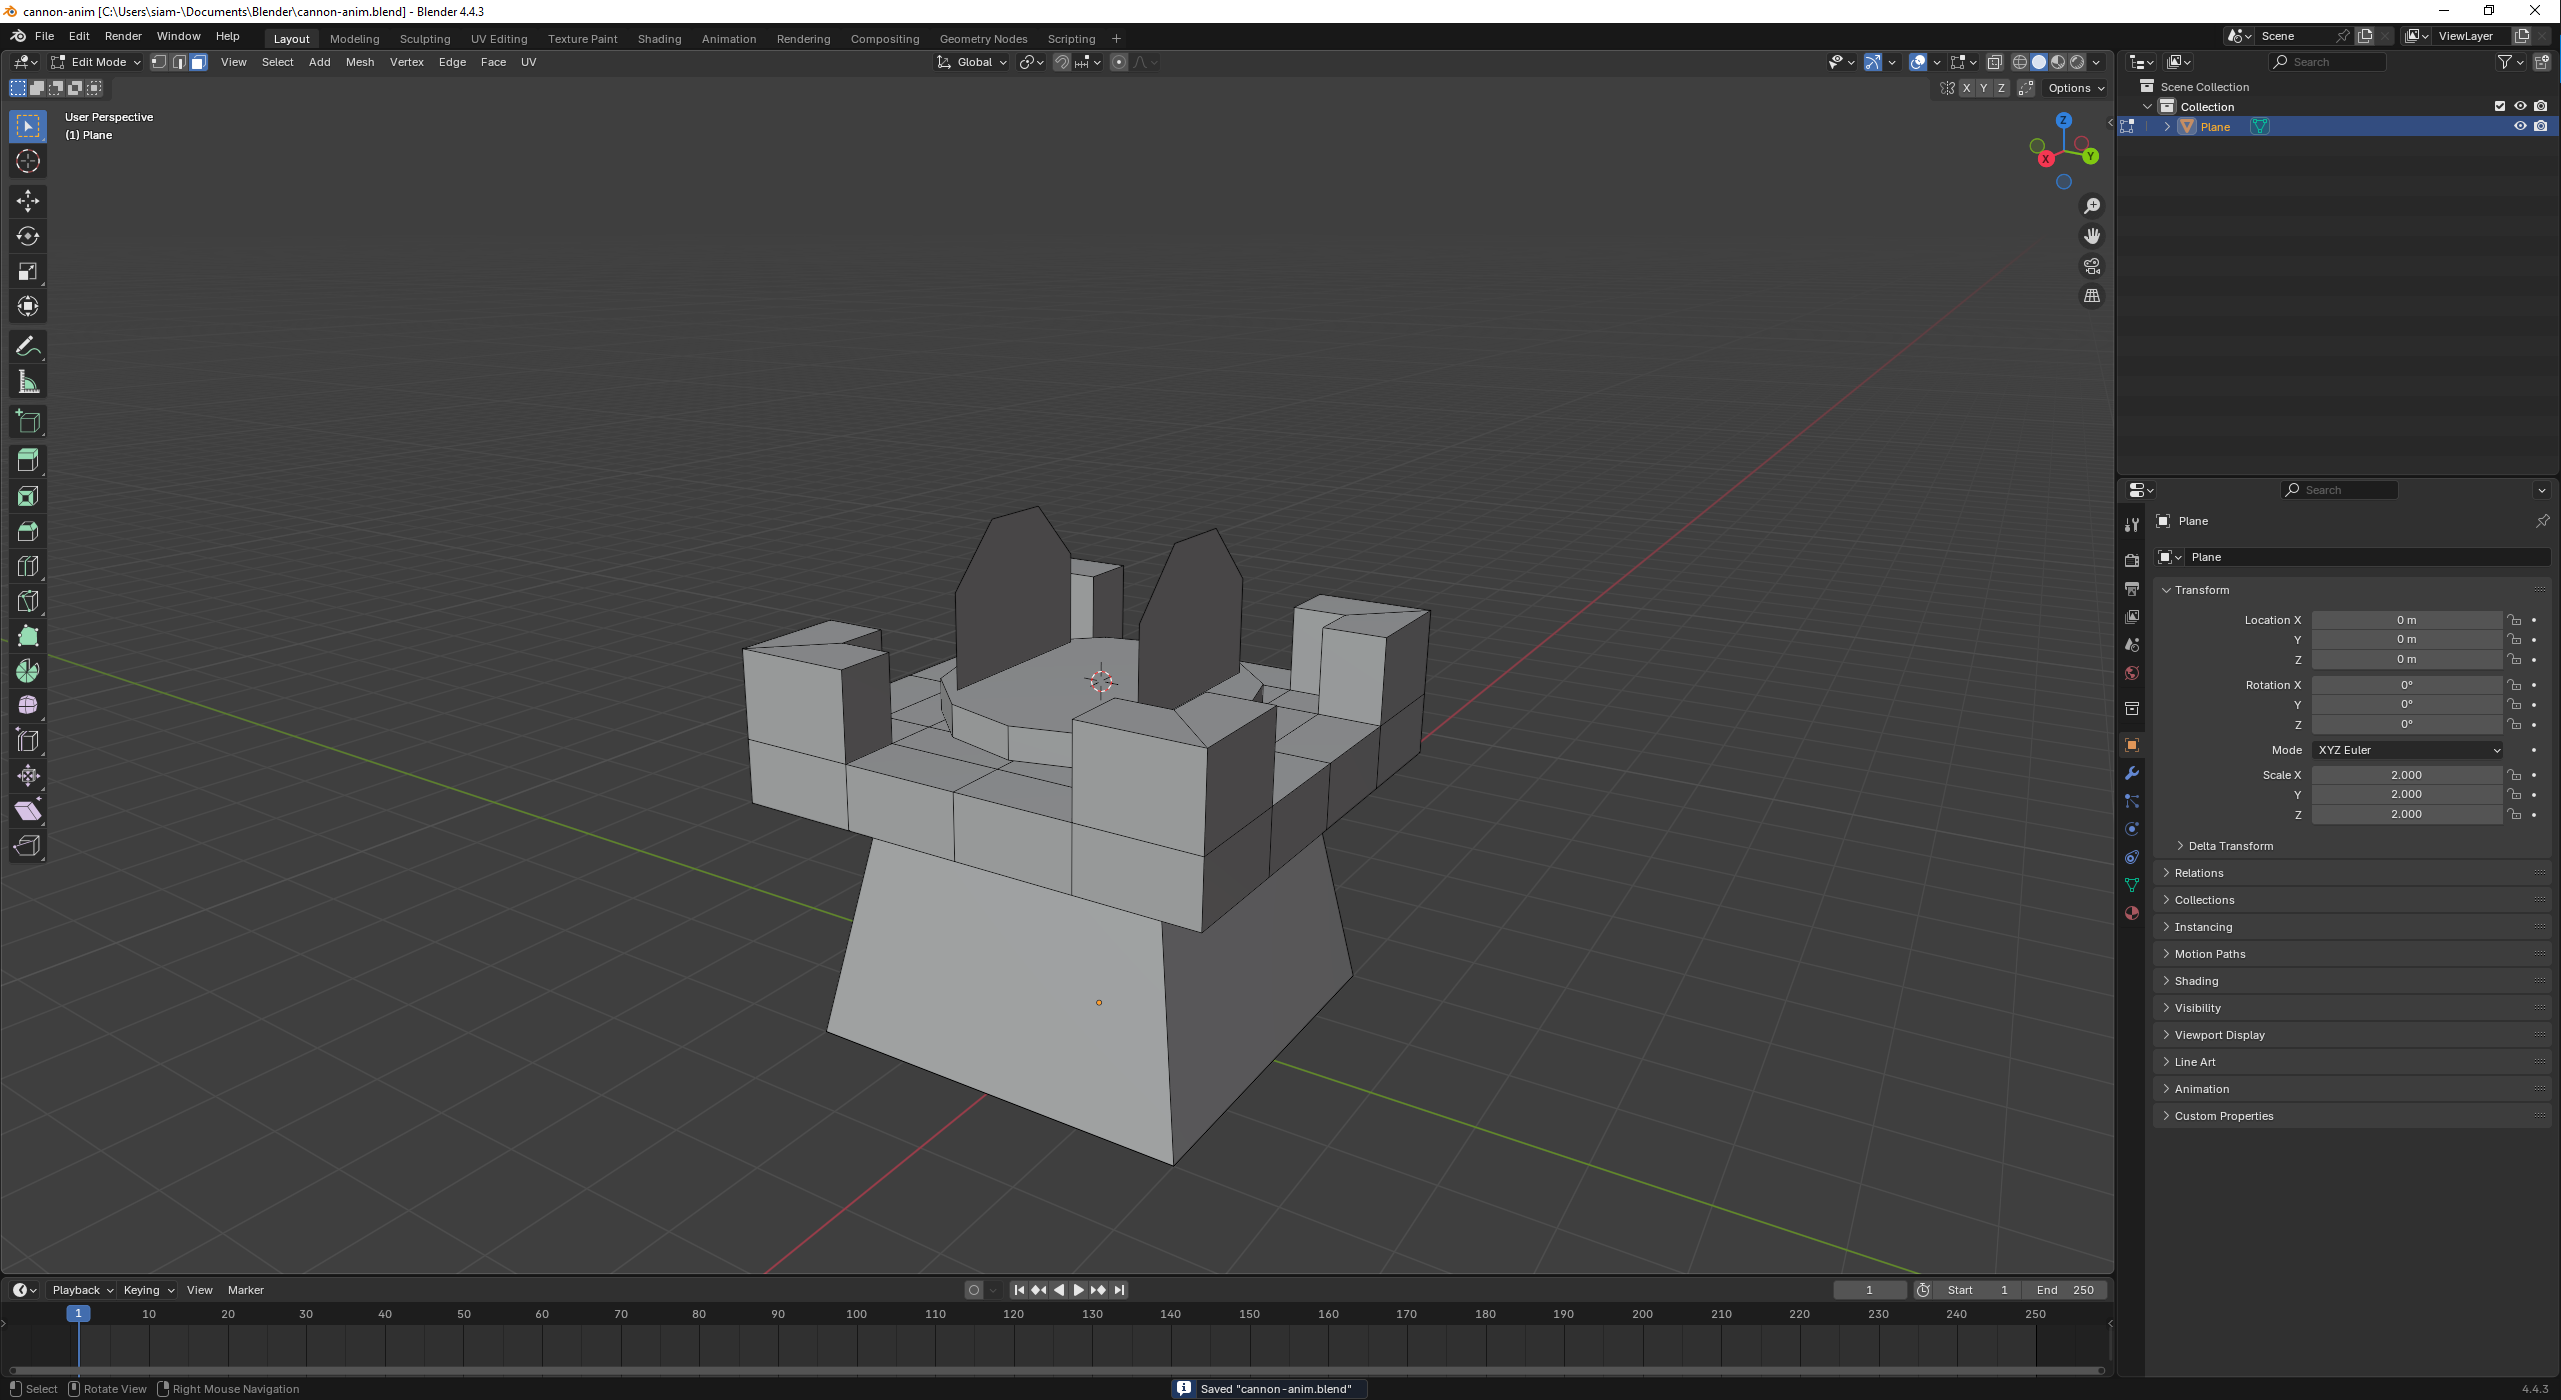 cannon-anim [C:\Users\siam-\Documents\Blender\cannon-anim.blend] - Blender 4.4.3
File Edit Render Window Help Layout Modeling Sculpting UV Editing Texture Paint Shading Animation Rendering Compositing Geometry Nodes Scripting + Scene ViewLayer
Edit Mode View Select Add Mesh Vertex Edge Face UV Global Search
X Y Z Options
Scene Collection
Collection
Plane
User Perspective
(1) Plane
Z
X
Y
Search
Plane
Plane
Transform
Location X 0 m
Y 0 m
Z 0 m
Rotation X 0°
Y 0°
Z 0°
Mode XYZ Euler
Scale X 2.000
Y 2.000
Z 2.000
Delta Transform
Relations
Collections
Instancing
Motion Paths
Shading
Visibility
Viewport Display
Line Art
Animation
Custom Properties
Playback Keying View Marker 1 Start 1 End 250
1 10 20 30 40 50 60 70 80 90 100 110 120 130 140 150 160 170 180 190 200 210 220 230 240 250
Select Rotate View Right Mouse Navigation Saved "cannon-anim.blend" 4.4.3